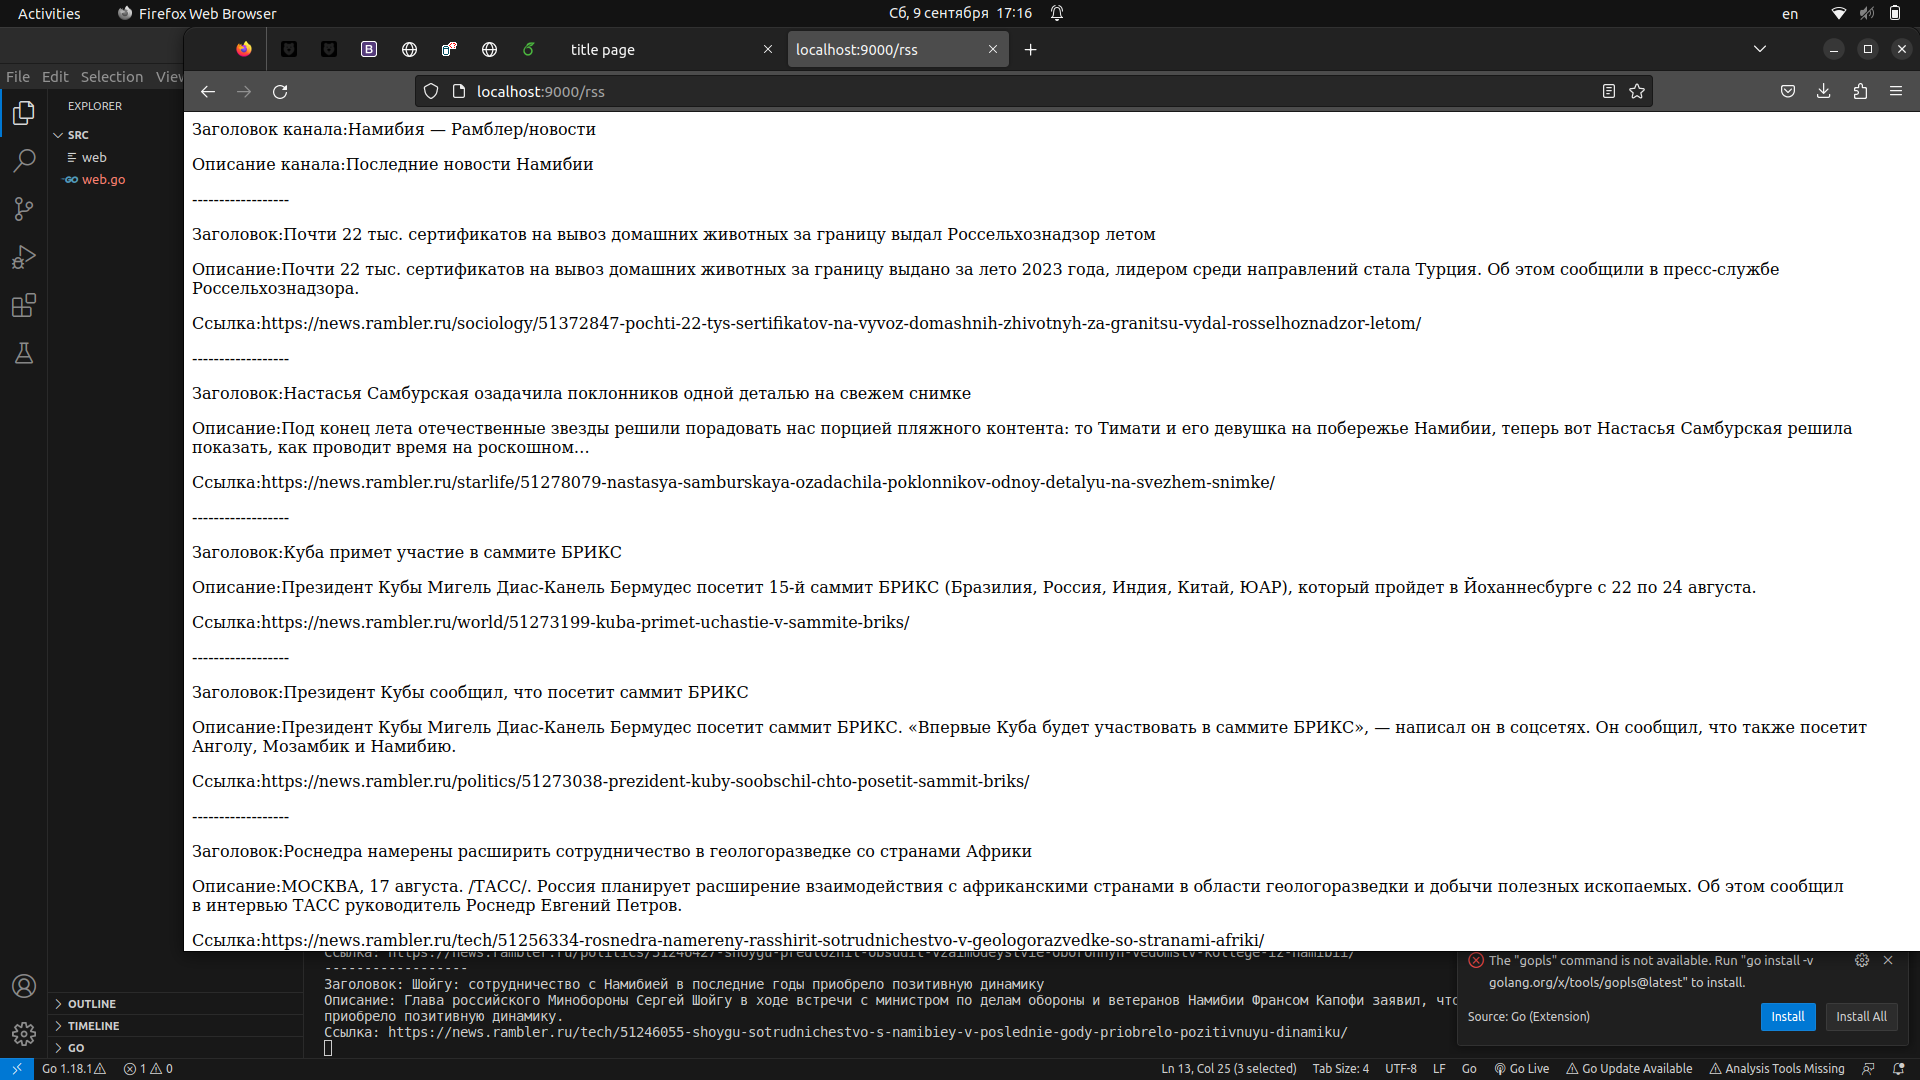 Activities
Firefox Web Browser
Сб, 9 сентября 17:16
en
title page
localhost:9000/rss
File Edit Selection View
localhost:9000/rss
EXPLORER
SRC
web
GO web.go
Заголовок канала:Намибия — Рамблер/новости
Описание канала:Последние новости Намибии
------------------
Заголовок:Почти 22 тыс. сертификатов на вывоз домашних животных за границу выдал Россельхознадзор летом
Описание:Почти 22 тыс. сертификатов на вывоз домашних животных за границу выдано за лето 2023 года, лидером среди направлений стала Турция. Об этом сообщили в пресс-службе
Россельхознадзора.
Ссылка:https://news.rambler.ru/sociology/51372847-pochti-22-tys-sertifikatov-na-vyvoz-domashnih-zhivotnyh-za-granitsu-vydal-rosselhoznadzor-letom/
------------------
Заголовок:Настасья Самбурская озадачила поклонников одной деталью на свежем снимке
Описание:Под конец лета отечественные звезды решили порадовать нас порцией пляжного контента: то Тимати и его девушка на побережье Намибии, теперь вот Настасья Самбурская решила
показать, как проводит время на роскошном…
Ссылка:https://news.rambler.ru/starlife/51278079-nastasya-samburskaya-ozadachila-poklonnikov-odnoy-detalyu-na-svezhem-snimke/
------------------
Заголовок:Куба примет участие в саммите БРИКС
Описание:Президент Кубы Мигель Диас-Канель Бермудес посетит 15-й саммит БРИКС (Бразилия, Россия, Индия, Китай, ЮАР), который пройдет в Йоханнесбурге с 22 по 24 августа.
Ссылка:https://news.rambler.ru/world/51273199-kuba-primet-uchastie-v-sammite-briks/
------------------
Заголовок:Президент Кубы сообщил, что посетит саммит БРИКС
Описание:Президент Кубы Мигель Диас-Канель Бермудес посетит саммит БРИКС. «Впервые Куба будет участвовать в саммите БРИКС», — написал он в соцсетях. Он сообщил, что также посетит
Анголу, Мозамбик и Намибию.
Ссылка:https://news.rambler.ru/politics/51273038-prezident-kuby-soobschil-chto-posetit-sammit-briks/
------------------
Заголовок:Роснедра намерены расширить сотрудничество в геологоразведке со странами Африки
Описание:МОСКВА, 17 августа. /ТАСС/. Россия планирует расширение взаимодействия с африканскими странами в области геологоразведки и добычи полезных ископаемых. Об этом сообщил
в интервью ТАСС руководитель Роснедр Евгений Петров.
Ссылка:https://news.rambler.ru/tech/51256334-rosnedra-namereny-rasshirit-sotrudnichestvo-v-geologorazvedke-so-stranami-afriki/
Ссылка: https://news.rambler.ru/politics/51246427-shoygu-predlozhil-obsudit-vzaimodeystvie-oboronnyh-vedomstv-kollege-iz-namibii/
------------------
Заголовок: Шойгу: сотрудничество с Намибией в последние годы приобрело позитивную динамику
Описание: Глава российского Минобороны Сергей Шойгу в ходе встречи с министром по делам обороны и ветеранов Намибии Франсом Капофи заявил, что
приобрело позитивную динамику.
Ссылка: https://news.rambler.ru/tech/51246055-shoygu-sotrudnichestvo-s-namibiey-v-poslednie-gody-priobrelo-pozitivnuyu-dinamiku/
The "gopls" command is not available. Run "go install -v
golang.org/x/tools/gopls@latest" to install.
Source: Go (Extension)
Install
Install All
OUTLINE
TIMELINE
GO
Go 1.18.1
1 0
Ln 13, Col 25 (3 selected)
Tab Size: 4
UTF-8
LF
Go
Go Live
Go Update Available
Analysis Tools Missing